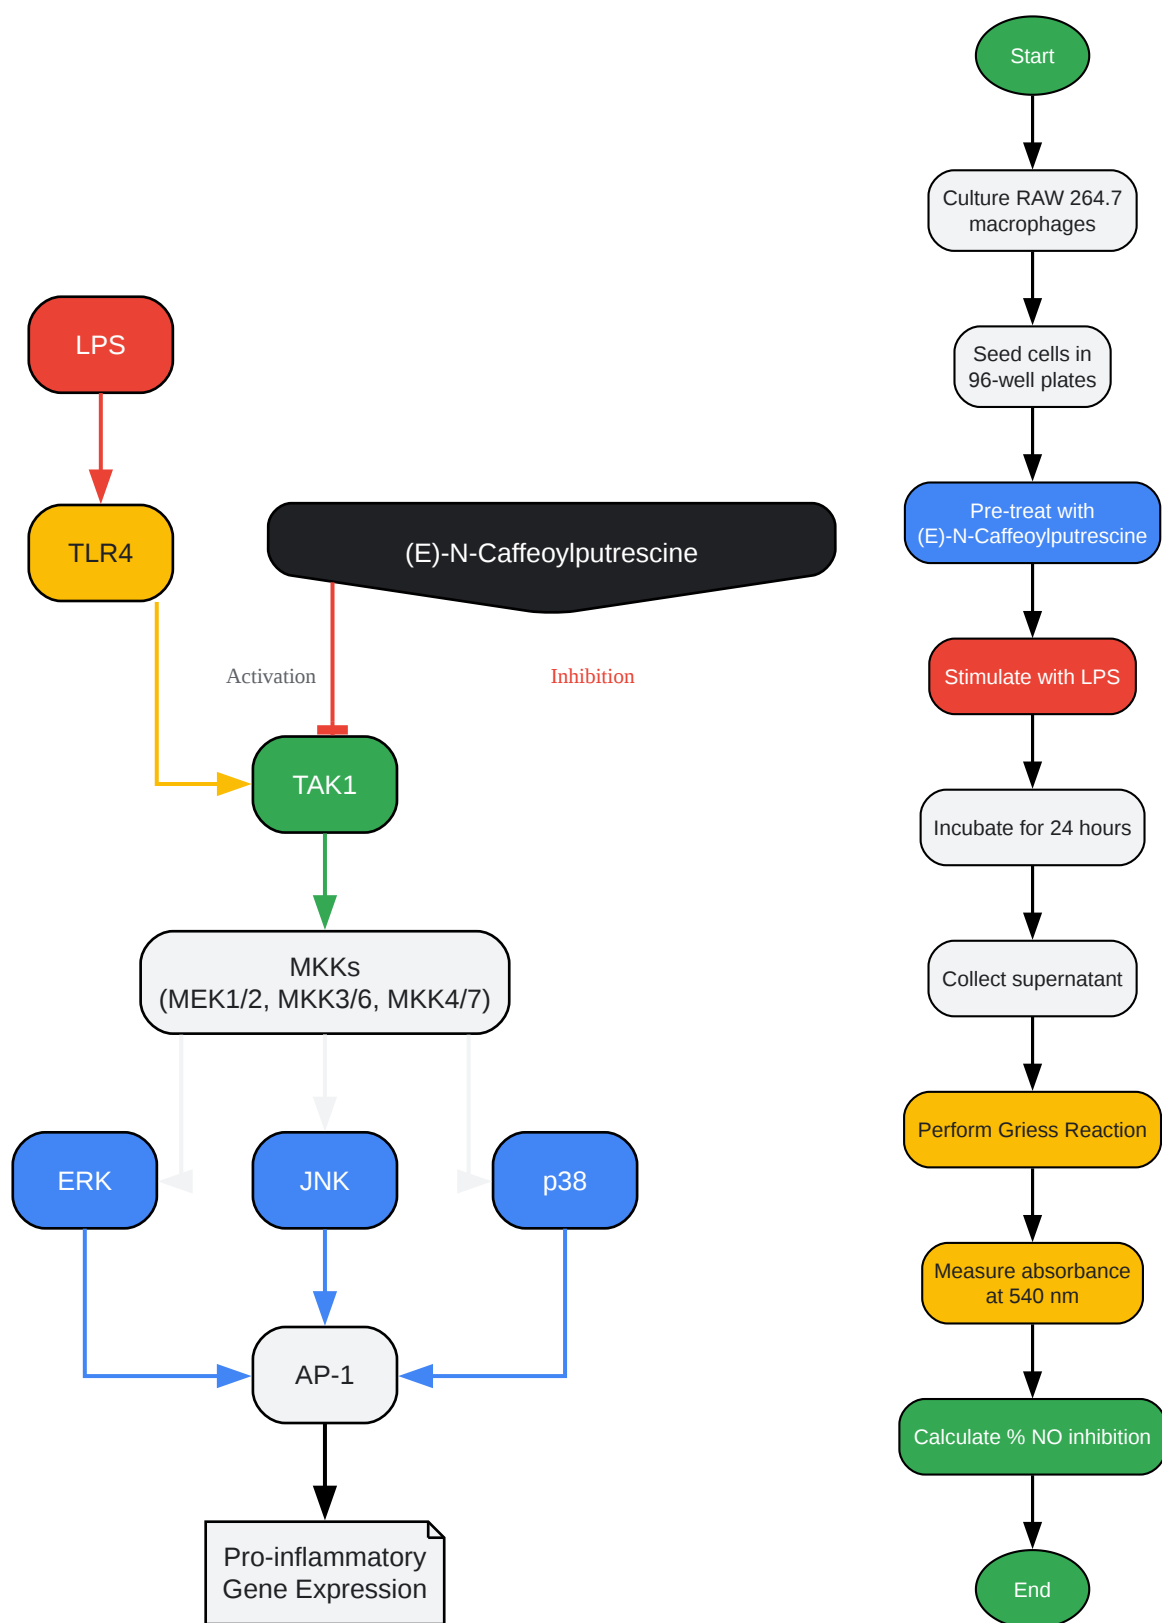 LPS
TLR4
(E)-N-Caffeoylputrescine
Activation
Inhibition
TAK1
MKKs
(MEK1/2, MKK3/6, MKK4/7)
ERK
JNK
p38
AP-1
Pro-inflammatory
Gene Expression
Start
Culture RAW 264.7
macrophages
Seed cells in
96-well plates
Pre-treat with
(E)-N-Caffeoylputrescine
Stimulate with LPS
Incubate for 24 hours
Collect supernatant
Perform Griess Reaction
Measure absorbance
at 540 nm
Calculate % NO inhibition
End